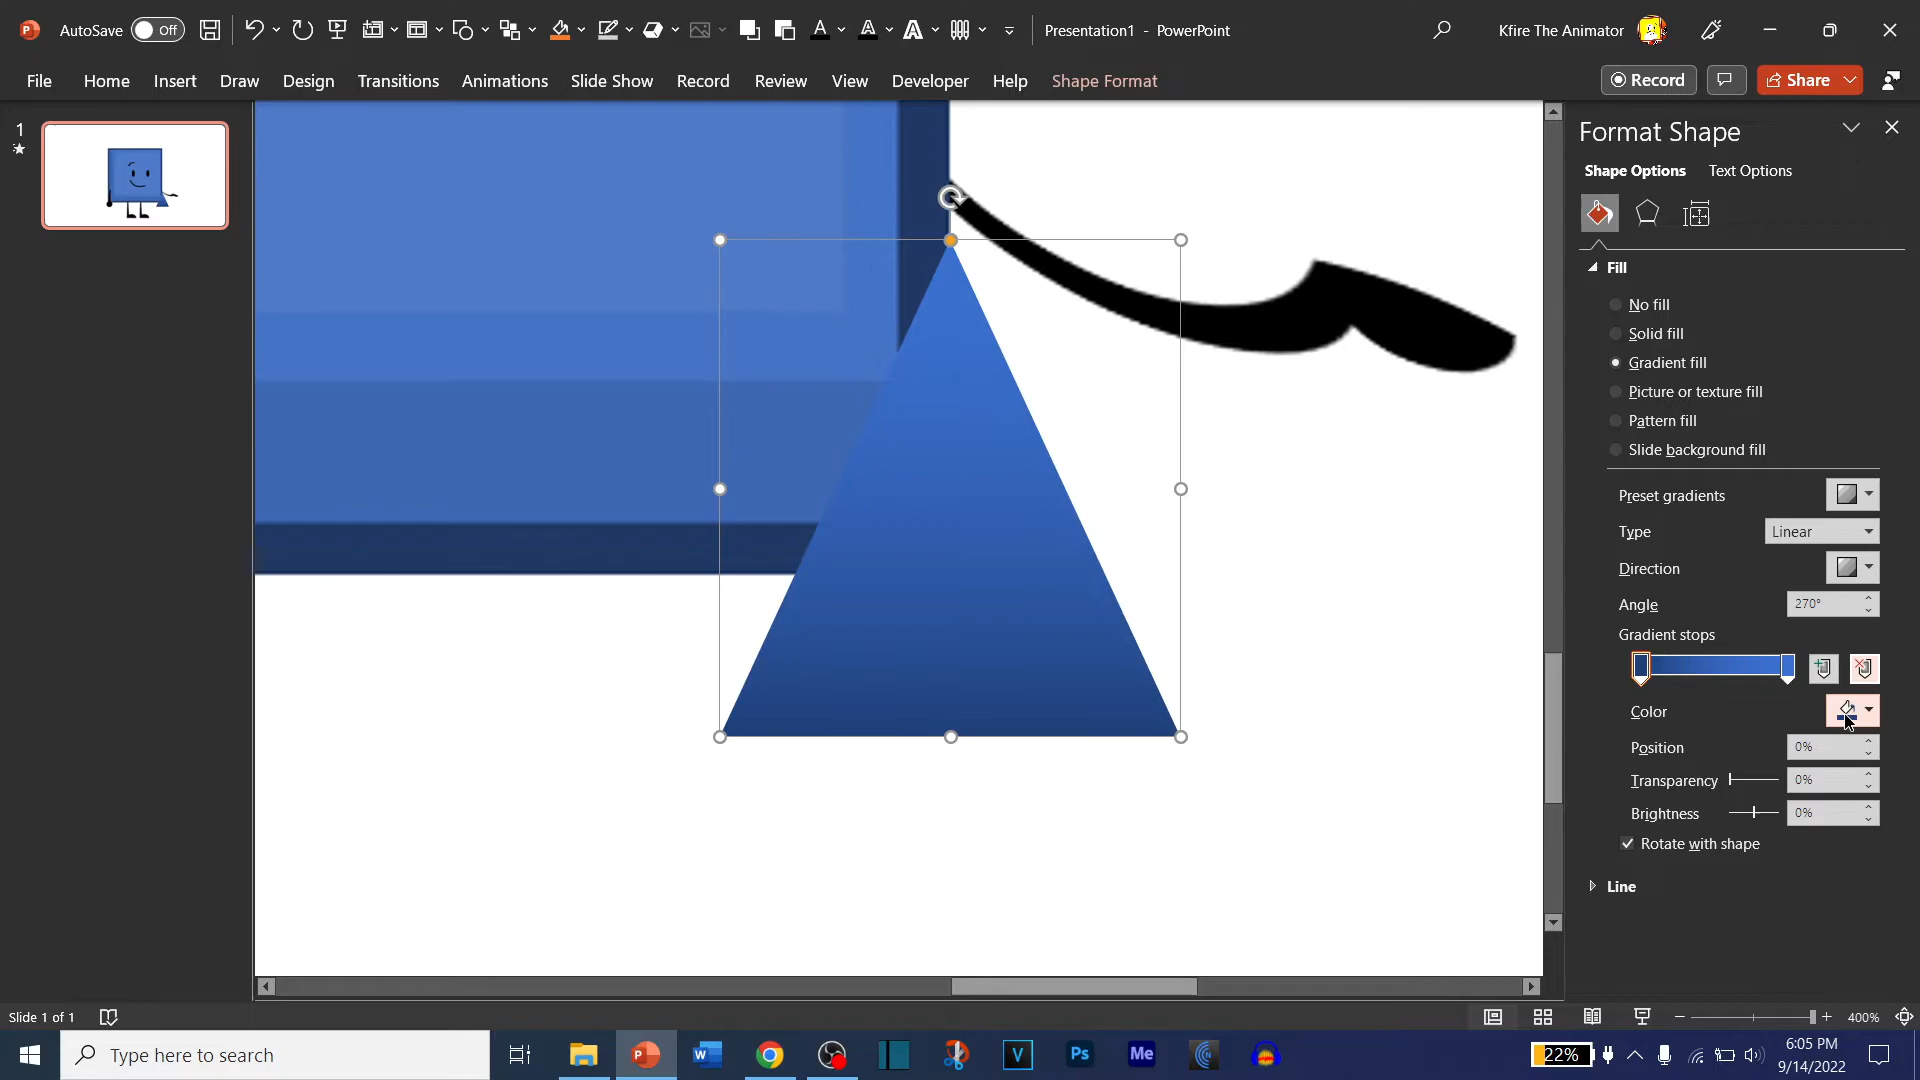 AutoSave Off
Presentation1 - PowerPoint
Kfire The Animator
File Home Insert Draw Design Transitions Animations Slide Show Record Review View Developer Help Shape Format
Record
Share
1
Format Shape
Shape Options Text Options
Fill
No fill
Solid fill
Gradient fill
Picture or texture fill
Pattern fill
Slide background fill
Preset gradients
Type Linear
Direction
Angle 270°
Gradient stops
Color
Position 0%
Transparency 0%
Brightness 0%
Rotate with shape
Line
Slide 1 of 1
400%
Type here to search
W
V
Ps
Me
22%
6:05 PM
9/14/2022